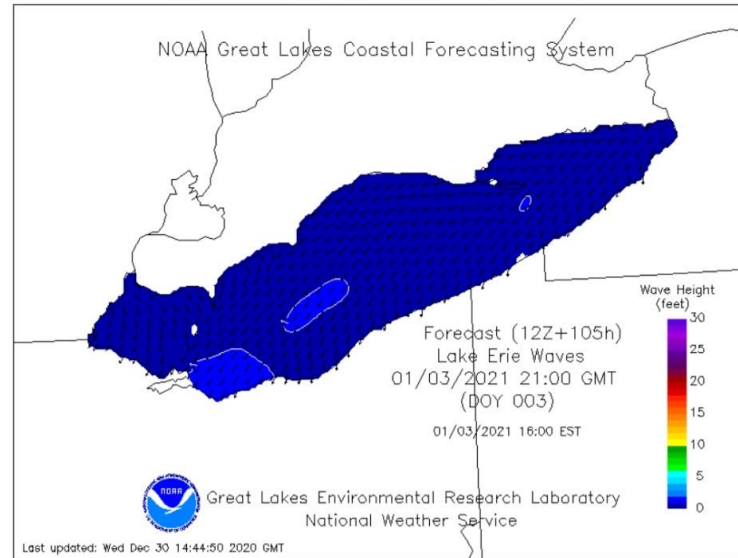 NOAA Great Lakes Coastal Forecasting System
Wave Height
(feet)
30
25
20
15
10
5
0
Forecast (12Z+105h)
Lake Erie Waves
01/03/2021 21:00 GMT
(DOY 003)
01/03/2021 16:00 EST
NOAA
Great Lakes Environmental Research Laboratory
National Weather Service
Last updated: Wed Dec 30 14:44:50 2020 GMT